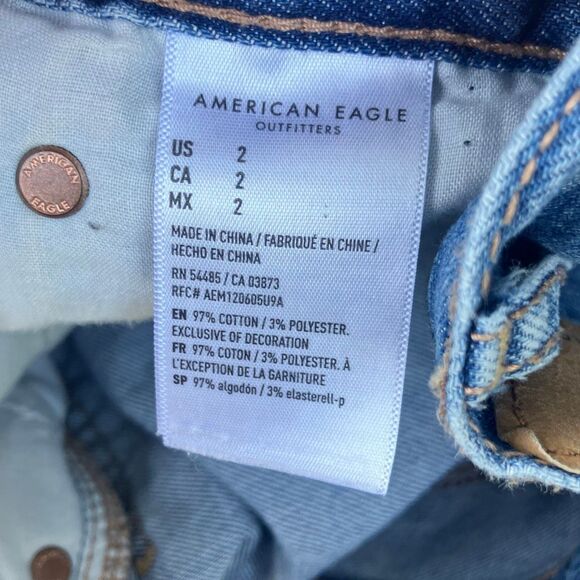 AMERICAN EAGLE
OUTFITTERS
US 2
CA 2
MX 2
MADE IN CHINA / FABRIQUÉ EN CHINE /
HECHO EN CHINA
RN 54485 / CA 03873
RFC# AEM120605U9A
EN 97% COTTON / 3% POLYESTER.
EXCLUSIVE OF DECORATION
FR 97% COTON / 3% POLYESTER. À
L'EXCEPTION DE LA GARNITURE
SP 97% algodón / 3% elasterell-p
AMERICAN
EAGLE